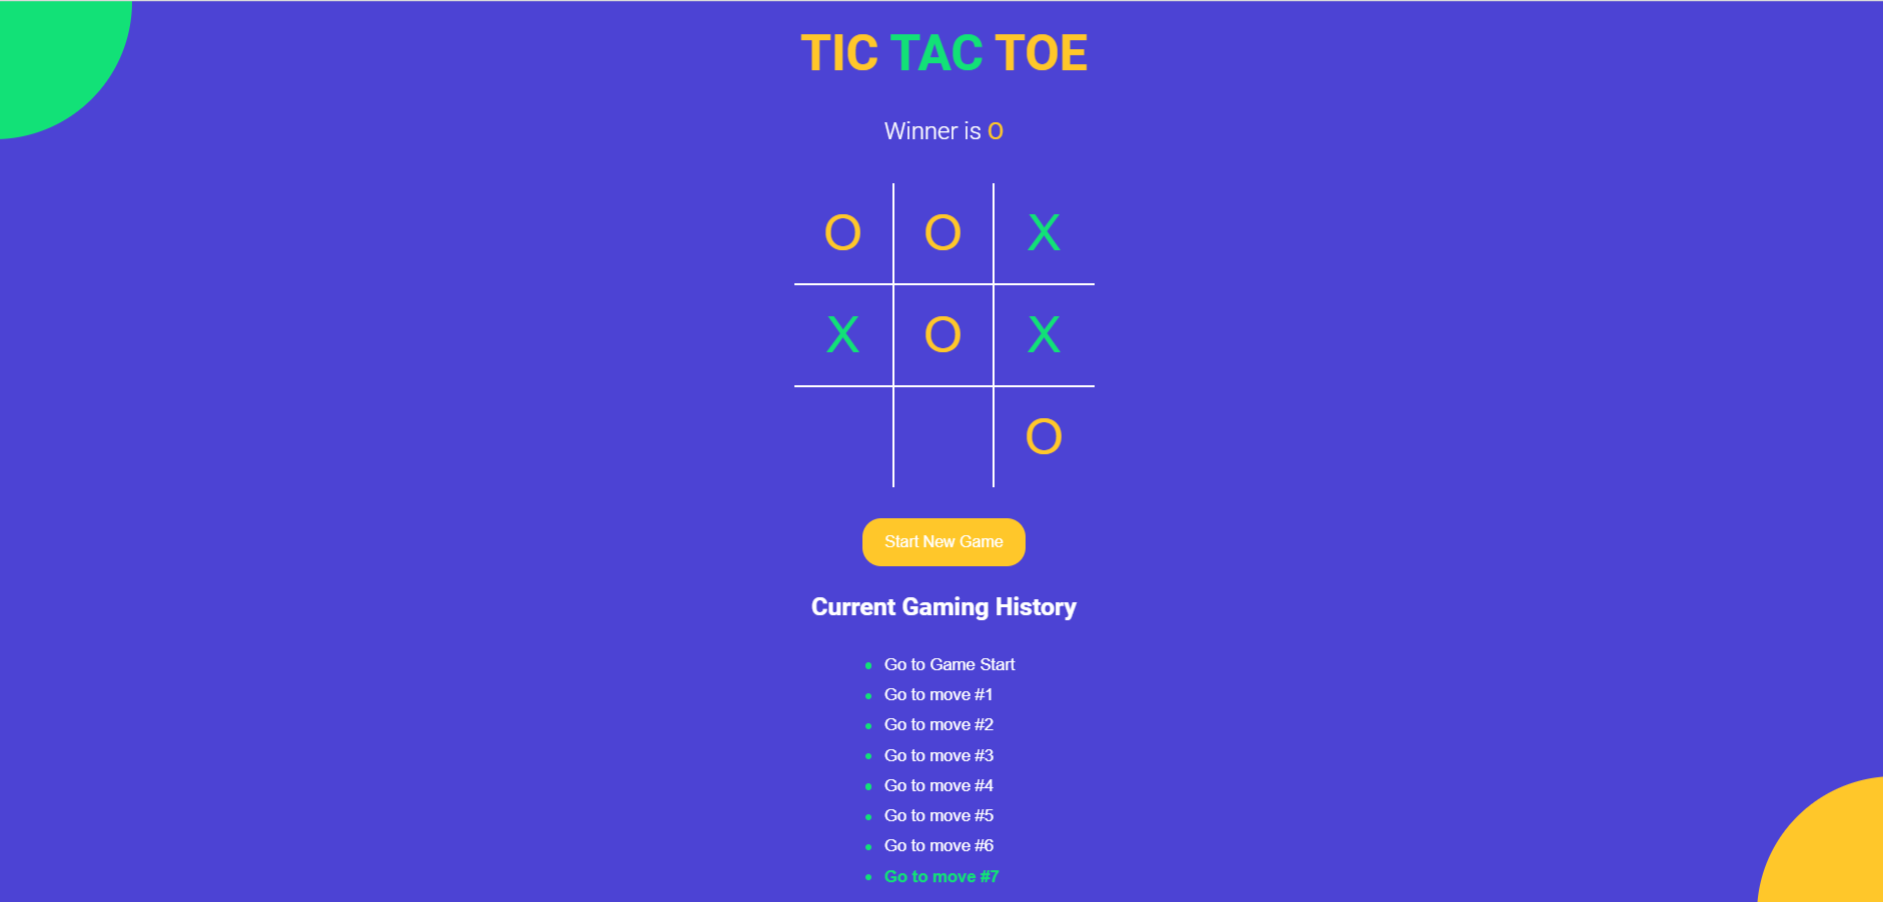 TIC TAC TOE
Winner is O
O O X
X O X
O
Start New Game
Current Gaming History
Go to Game Start
Go to move #1
Go to move #2
Go to move #3
Go to move #4
Go to move #5
Go to move #6
Go to move #7